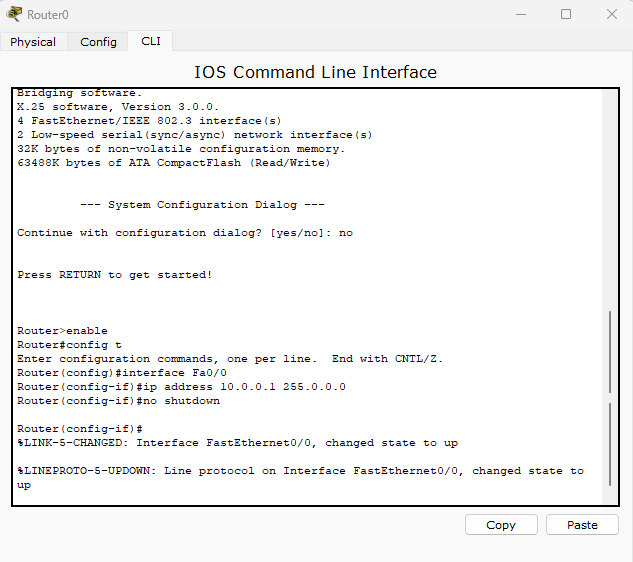 Router0
Physical Config CLI
IOS Command Line Interface
Bridging software.
X.25 software, Version 3.0.0.
4 FastEthernet/IEEE 802.3 interface(s)
2 Low-speed serial(sync/async) network interface(s)
32K bytes of non-volatile configuration memory.
63488K bytes of ATA CompactFlash (Read/Write)
--- System Configuration Dialog ---
Continue with configuration dialog? [yes/no]: no
Press RETURN to get started!
Router>enable
Router#config t
Enter configuration commands, one per line.  End with CNTL/Z.
Router(config)#interface Fa0/0
Router(config-if)#ip address 10.0.0.1 255.0.0.0
Router(config-if)#no shutdown
Router(config-if)#
%LINK-5-CHANGED: Interface FastEthernet0/0, changed state to up
%LINEPROTO-5-UPDOWN: Line protocol on Interface FastEthernet0/0, changed state to
up
Copy Paste